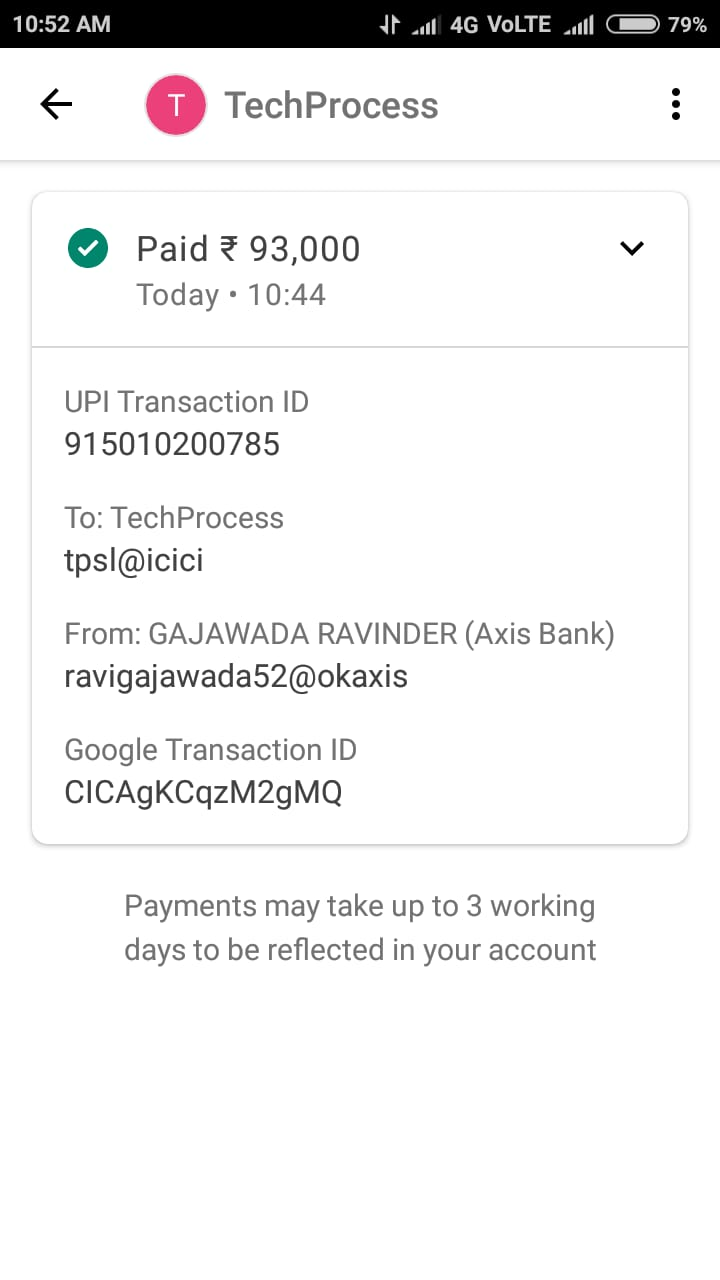 10:52 AM 4G VoLTE 79%
T TechProcess
Paid ₹ 93,000
Today • 10:44
UPI Transaction ID
915010200785
To: TechProcess
tpsl@icici
From: GAJAWADA RAVINDER (Axis Bank)
ravigajawada52@okaxis
Google Transaction ID
CICAgKCqzM2gMQ
Payments may take up to 3 working
days to be reflected in your account